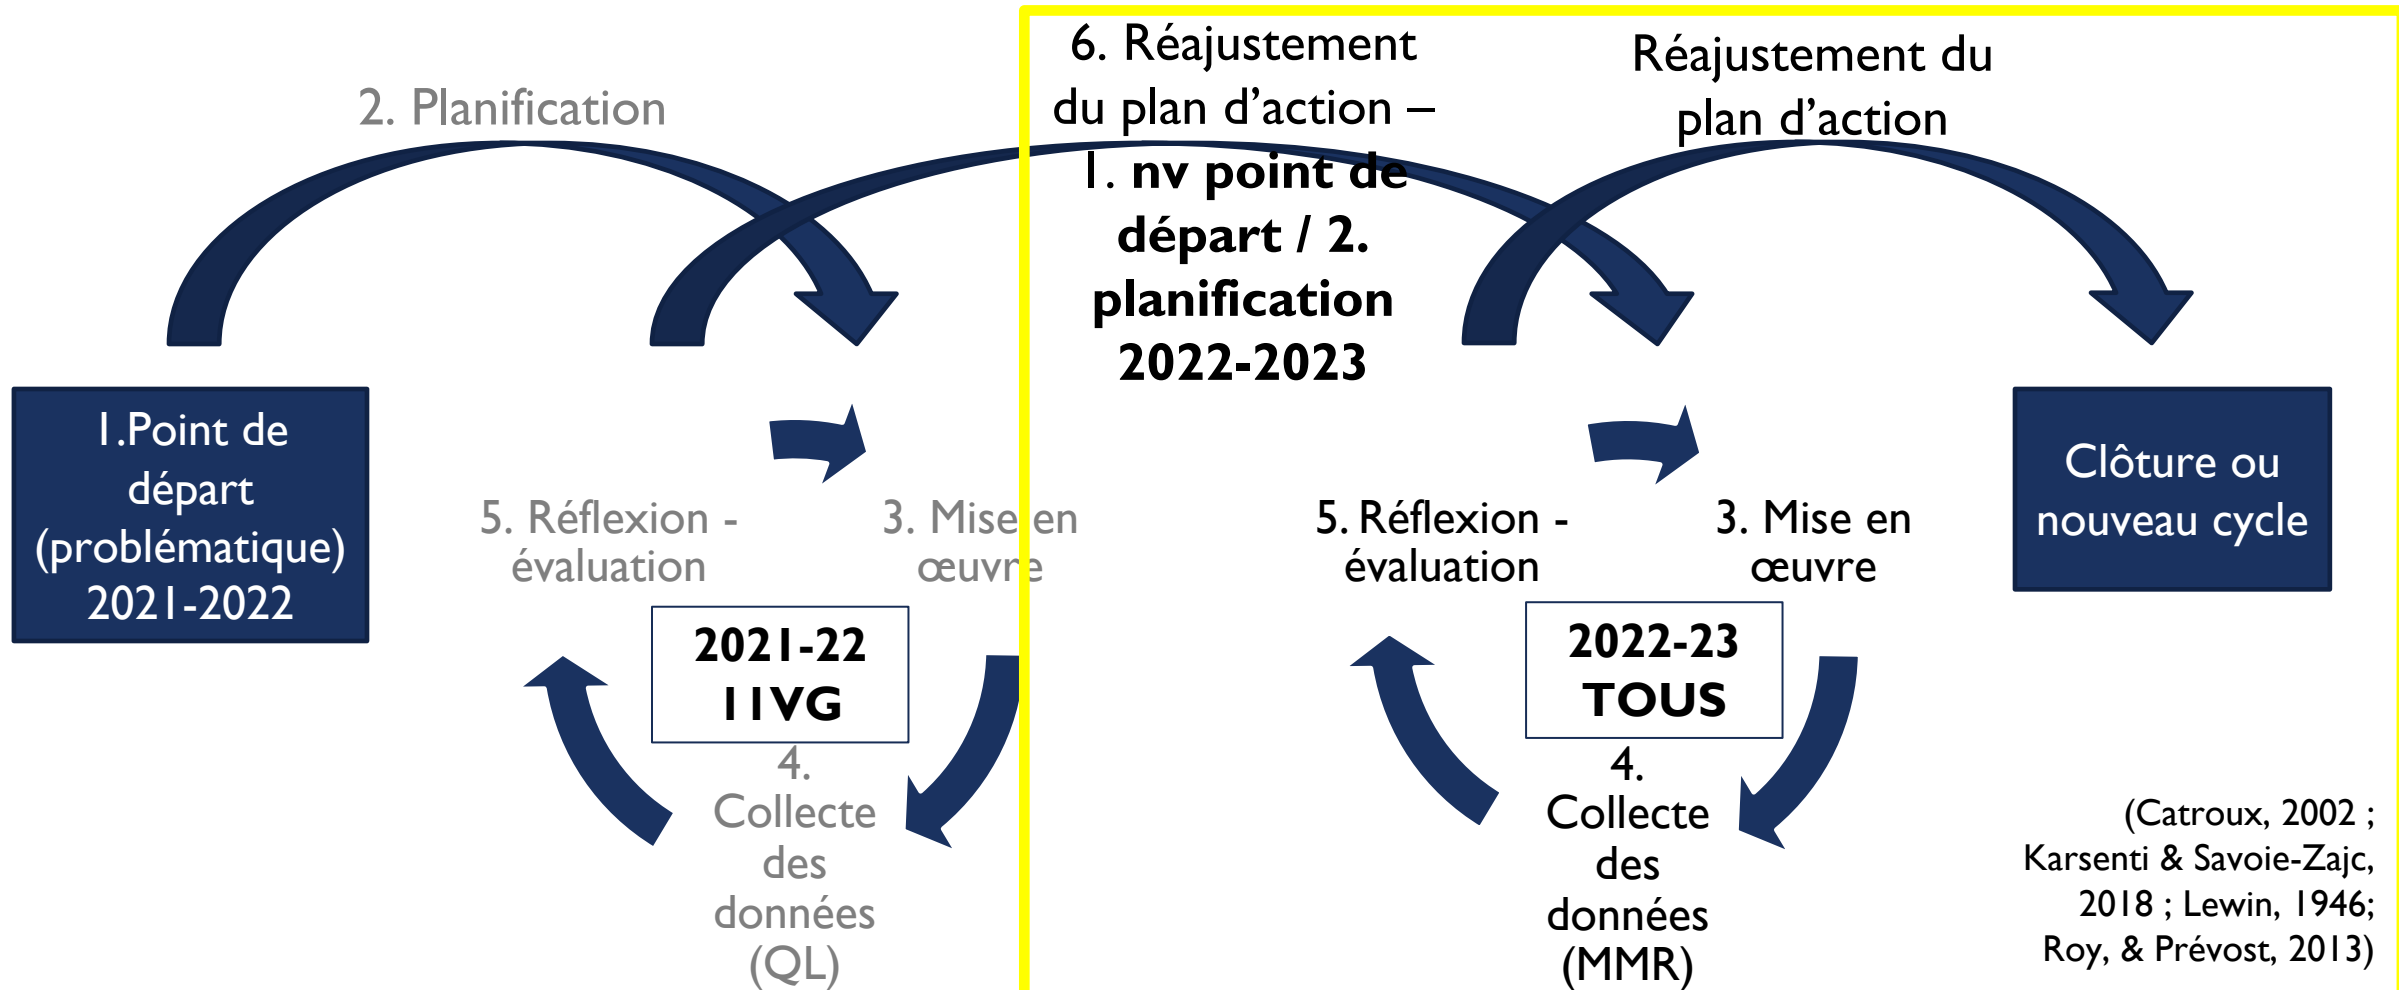 2. Planification
6. Réajustement
du plan d’action –
1. nv point de
départ / 2.
planification
2022-2023
Réajustement du
plan d’action
1.Point de
départ
(problématique)
2021-2022
5. Réflexion -
évaluation
3. Mise en
œuvre
2021-22
11VG
4.
Collecte
des
données
(QL)
5. Réflexion -
évaluation
3. Mise en
œuvre
2022-23
TOUS
4.
Collecte
des
données
(MMR)
Clôture ou
nouveau cycle
(Catroux, 2002 ;
Karsenti & Savoie-Zajc,
2018 ; Lewin, 1946;
Roy, & Prévost, 2013)